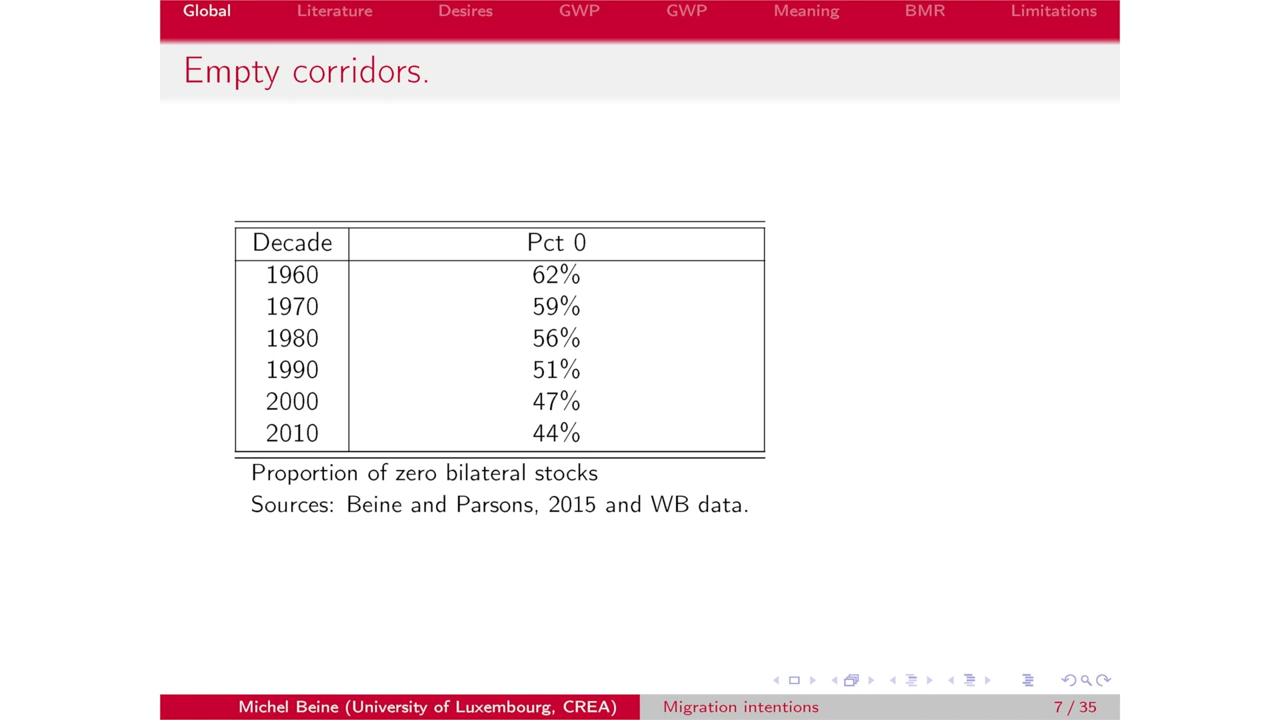 Global Literature Desires GWP GWP Meaning BMR Limitations
Empty corridors.
Decade Pct 0
1960 62%
1970 59%
1980 56%
1990 51%
2000 47%
2010 44%
Proportion of zero bilateral stocks
Sources: Beine and Parsons, 2015 and WB data.
Michel Beine (University of Luxembourg, CREA) Migration intentions 7 / 35